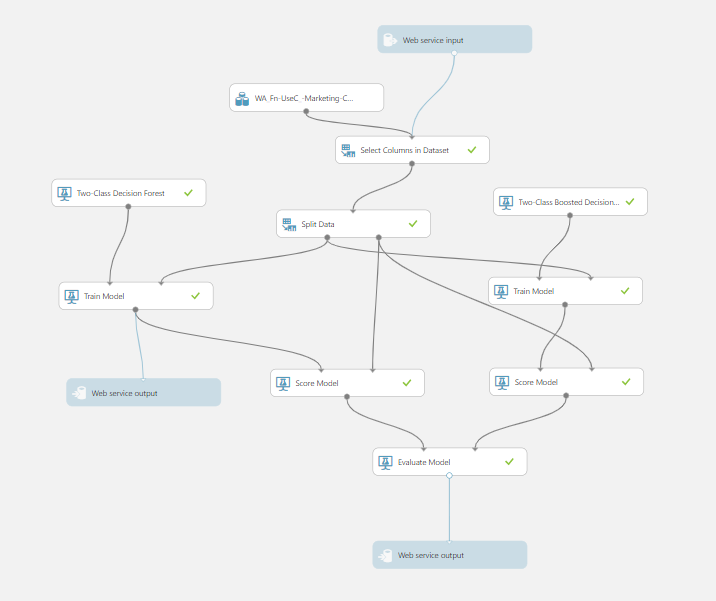 Web service input
WA_Fn-UseC_-Marketing-C...
Select Columns in Dataset
Two-Class Decision Forest
Two-Class Boosted Decision...
Split Data
Train Model
Train Model
Score Model
Score Model
Web service output
Evaluate Model
Web service output